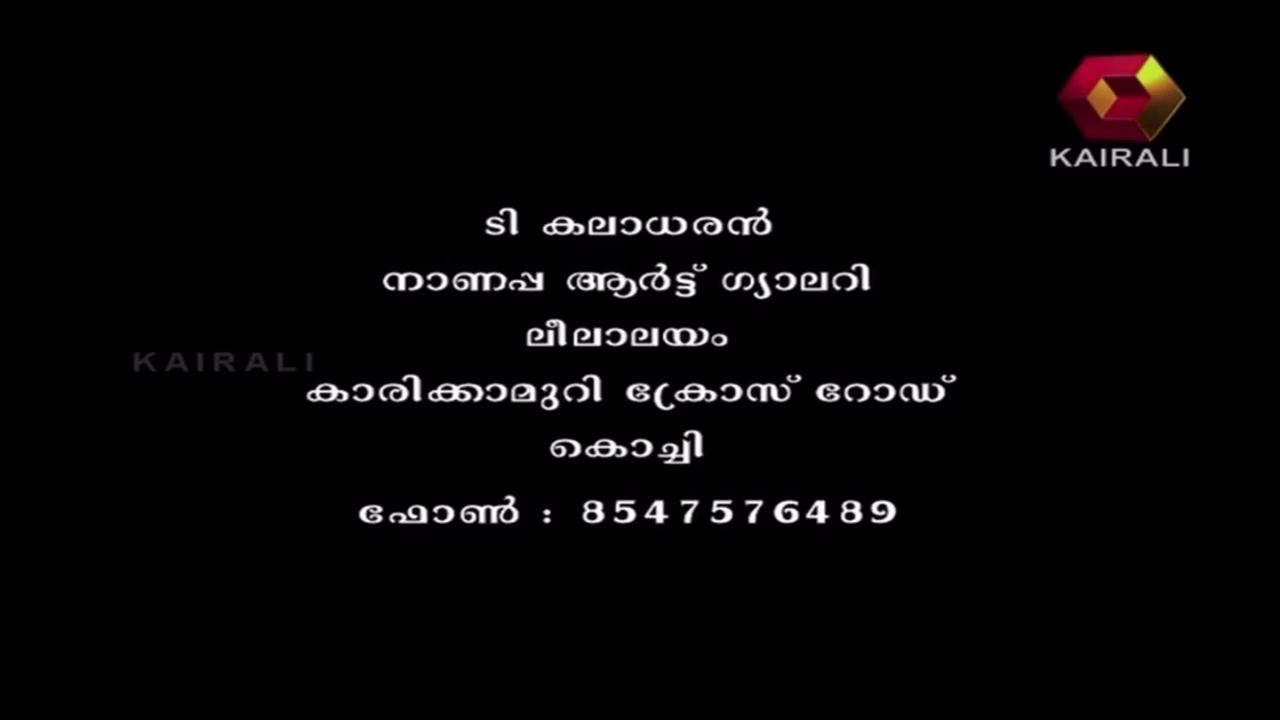 KAIRALI
ടി കലാധരൻ
നാണപ്പ ആർട്ട് ഗ്യാലറി
ലീലാലയം
KAIRALI
കാരിക്കാമുറി ക്രോസ് റോഡ്
കൊച്ചി
ഫോൺ : 8547576489